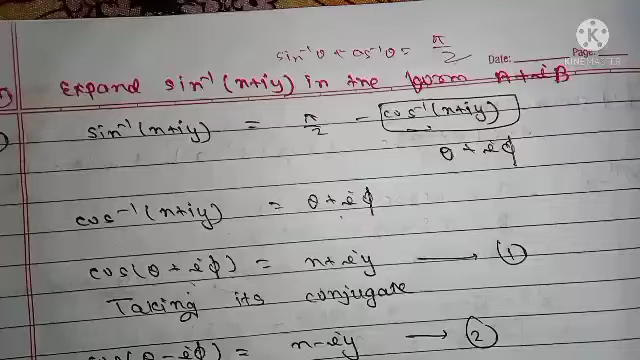 sin⁻¹θ + cos⁻¹θ = π/2
Date: Page:
KINEMASTER
Expand sin⁻¹(x+iy) in the form A+iB
sin⁻¹(x+iy) = π/2 - cos⁻¹(x+iy)
θ + iϕ
cos⁻¹(x+iy) = θ + iϕ
cos(θ + iϕ) = x+iy → (1)
Taking its conjugate
cos(θ - iϕ) = x-iy → (2)